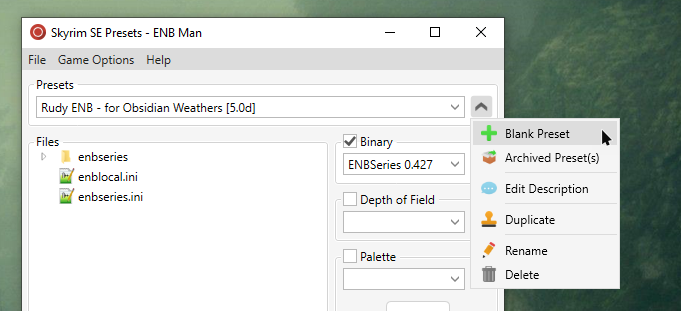 Skyrim SE Presets - ENB Man
File Game Options Help
Presets
Rudy ENB - for Obsidian Weathers [5.0d]
Files
enbseries
enblocal.ini
enbseries.ini
Binary
ENBSeries 0.427
Depth of Field
Palette
Blank Preset
Archived Preset(s)
Edit Description
Duplicate
Rename
Delete